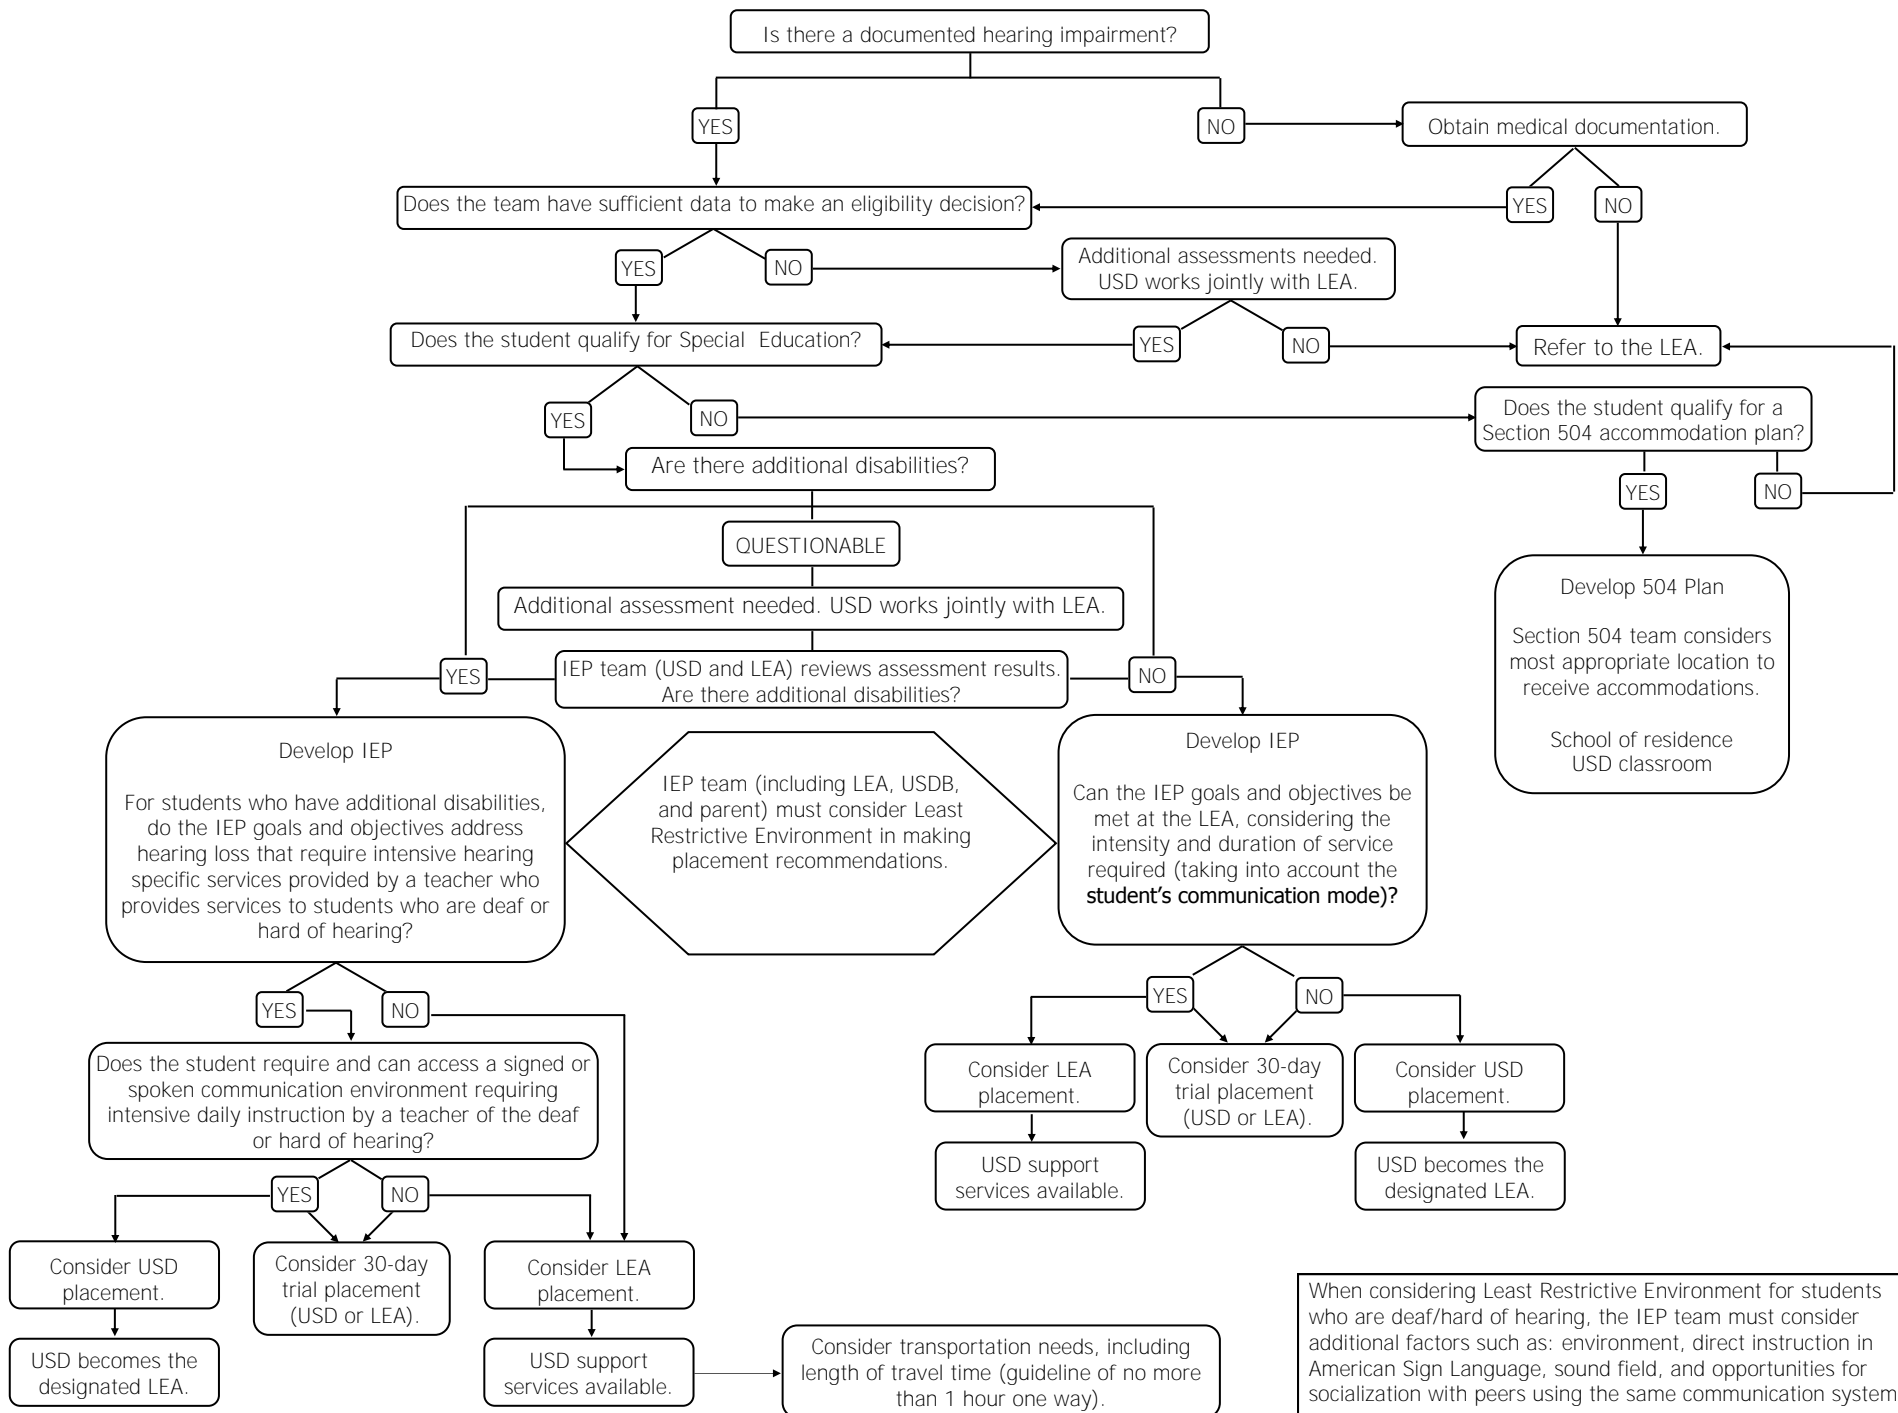 Is there a documented hearing impairment?
YES
NO
Obtain medical documentation.
Does the team have sufficient data to make an eligibility decision?
YES
NO
YES
NO
Additional assessments needed.
USD works jointly with LEA.
Does the student qualify for Special Education?
YES
NO
Refer to the LEA.
YES
NO
Does the student qualify for a
Section 504 accommodation plan?
Are there additional disabilities?
YES
NO
QUESTIONABLE
Additional assessment needed. USD works jointly with LEA.
YES
IEP team (USD and LEA) reviews assessment results.
Are there additional disabilities?
NO
Develop 504 Plan
Section 504 team considers
most appropriate location to
receive accommodations.
School of residence
USD classroom
Develop IEP
For students who have additional disabilities,
do the IEP goals and objectives address
hearing loss that require intensive hearing
specific services provided by a teacher who
provides services to students who are deaf or
hard of hearing?
IEP team (including LEA, USDB,
and parent) must consider Least
Restrictive Environment in making
placement recommendations.
Develop IEP
Can the IEP goals and objectives be
met at the LEA, considering the
intensity and duration of service
required (taking into account the
student’s communication mode)?
YES
NO
YES
NO
Does the student require and can access a signed or
spoken communication environment requiring
intensive daily instruction by a teacher of the deaf
or hard of hearing?
Consider LEA
placement.
Consider 30-day
trial placement
(USD or LEA).
Consider USD
placement.
USD support
services available.
USD becomes the
designated LEA.
YES
NO
Consider USD
placement.
Consider 30-day
trial placement
(USD or LEA).
Consider LEA
placement.
USD becomes the
designated LEA.
USD support
services available.
Consider transportation needs, including
length of travel time (guideline of no more
than 1 hour one way).
When considering Least Restrictive Environment for students
who are deaf/hard of hearing, the IEP team must consider
additional factors such as: environment, direct instruction in
American Sign Language, sound field, and opportunities for
socialization with peers using the same communication system